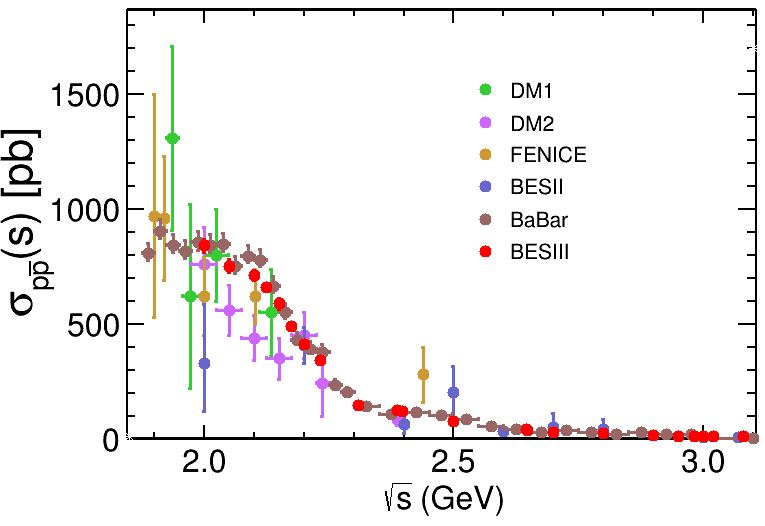 σpp̅(s) [pb]
1500
1000
500
0
DM1
DM2
FENICE
BESII
BaBar
BESIII
2.0
2.5
3.0
√s (GeV)